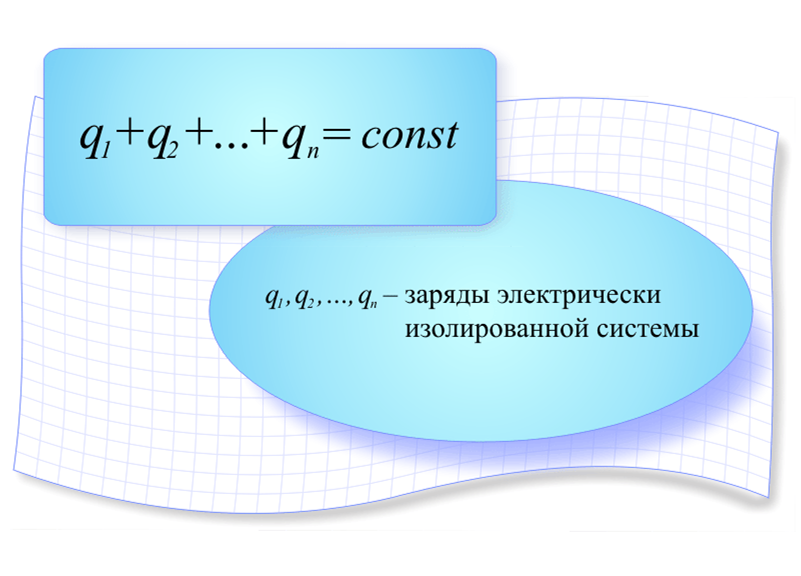 q₁+q₂+...+qₙ= const
q₁,q₂,...,qₙ – заряды электрически
изолированной системы